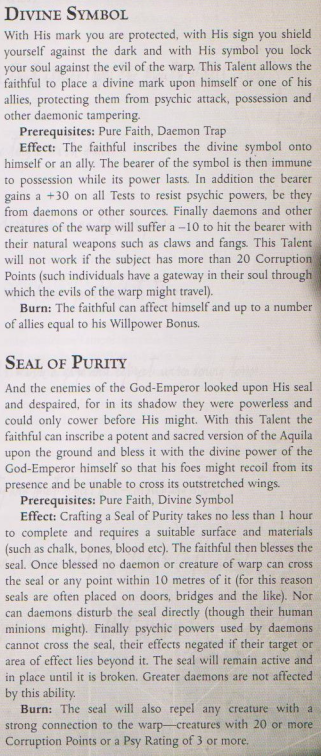 DIVINE SYMBOL
With His mark you are protected, with His sign you shield
yourself against the dark and with His symbol you lock
your soul against the evil of the warp. This Talent allows the
faithful to place a divine mark upon himself or one of his
allies, protecting them from psychic attack, possession and
other daemonic tampering.
Prerequisites: Pure Faith, Daemon Trap
Effect: The faithful inscribes the divine symbol onto
himself or an ally. The bearer of the symbol is then immune
to possession while its power lasts. In addition the bearer
gains a +30 on all Tests to resist psychic powers, be they
from daemons or other sources. Finally daemons and other
creatures of the warp will suffer a –10 to hit the bearer with
their natural weapons such as claws and fangs. This Talent
will not work if the subject has more than 20 Corruption
Points (such individuals have a gateway in their soul through
which the evils of the warp might travel).
Burn: The faithful can affect himself and up to a number
of allies equal to his Willpower Bonus.
SEAL OF PURITY
And the enemies of the God-Emperor looked upon His seal
and despaired, for in its shadow they were powerless and
could only cower before His might. With this Talent the
faithful can inscribe a potent and sacred version of the Aquila
upon the ground and bless it with the divine power of the
God-Emperor himself so that his foes might recoil from its
presence and be unable to cross its outstretched wings.
Prerequisites: Pure Faith, Divine Symbol
Effect: Crafting a Seal of Purity takes no less than 1 hour
to complete and requires a suitable surface and materials
(such as chalk, bones, blood etc). The faithful then blesses the
seal. Once blessed no daemon or creature of warp can cross
the seal or any point within 10 metres of it (for this reason
seals are often placed on doors, bridges and the like). Nor
can daemons disturb the seal directly (though their human
minions might). Finally psychic powers used by daemons
cannot cross the seal, their effects negated if their target or
area of effect lies beyond it. The seal will remain active and
in place until it is broken. Greater daemons are not affected
by this ability.
Burn: The seal will also repel any creature with a
strong connection to the warp—creatures with 20 or more
Corruption Points or a Psy Rating of 3 or more.